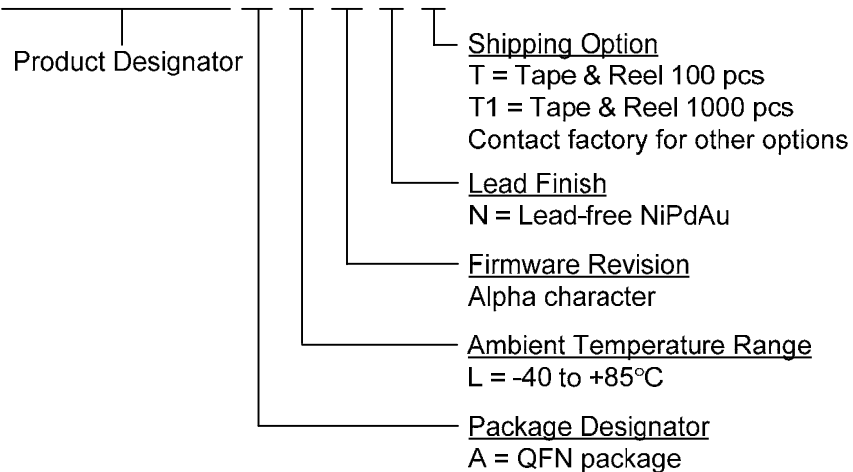 Product Designator
Shipping Option
T = Tape & Reel 100 pcs
T1 = Tape & Reel 1000 pcs
Contact factory for other options
Lead Finish
N = Lead-free NiPdAu
Firmware Revision
Alpha character
Ambient Temperature Range
L = -40 to +85°C
Package Designator
A = QFN package